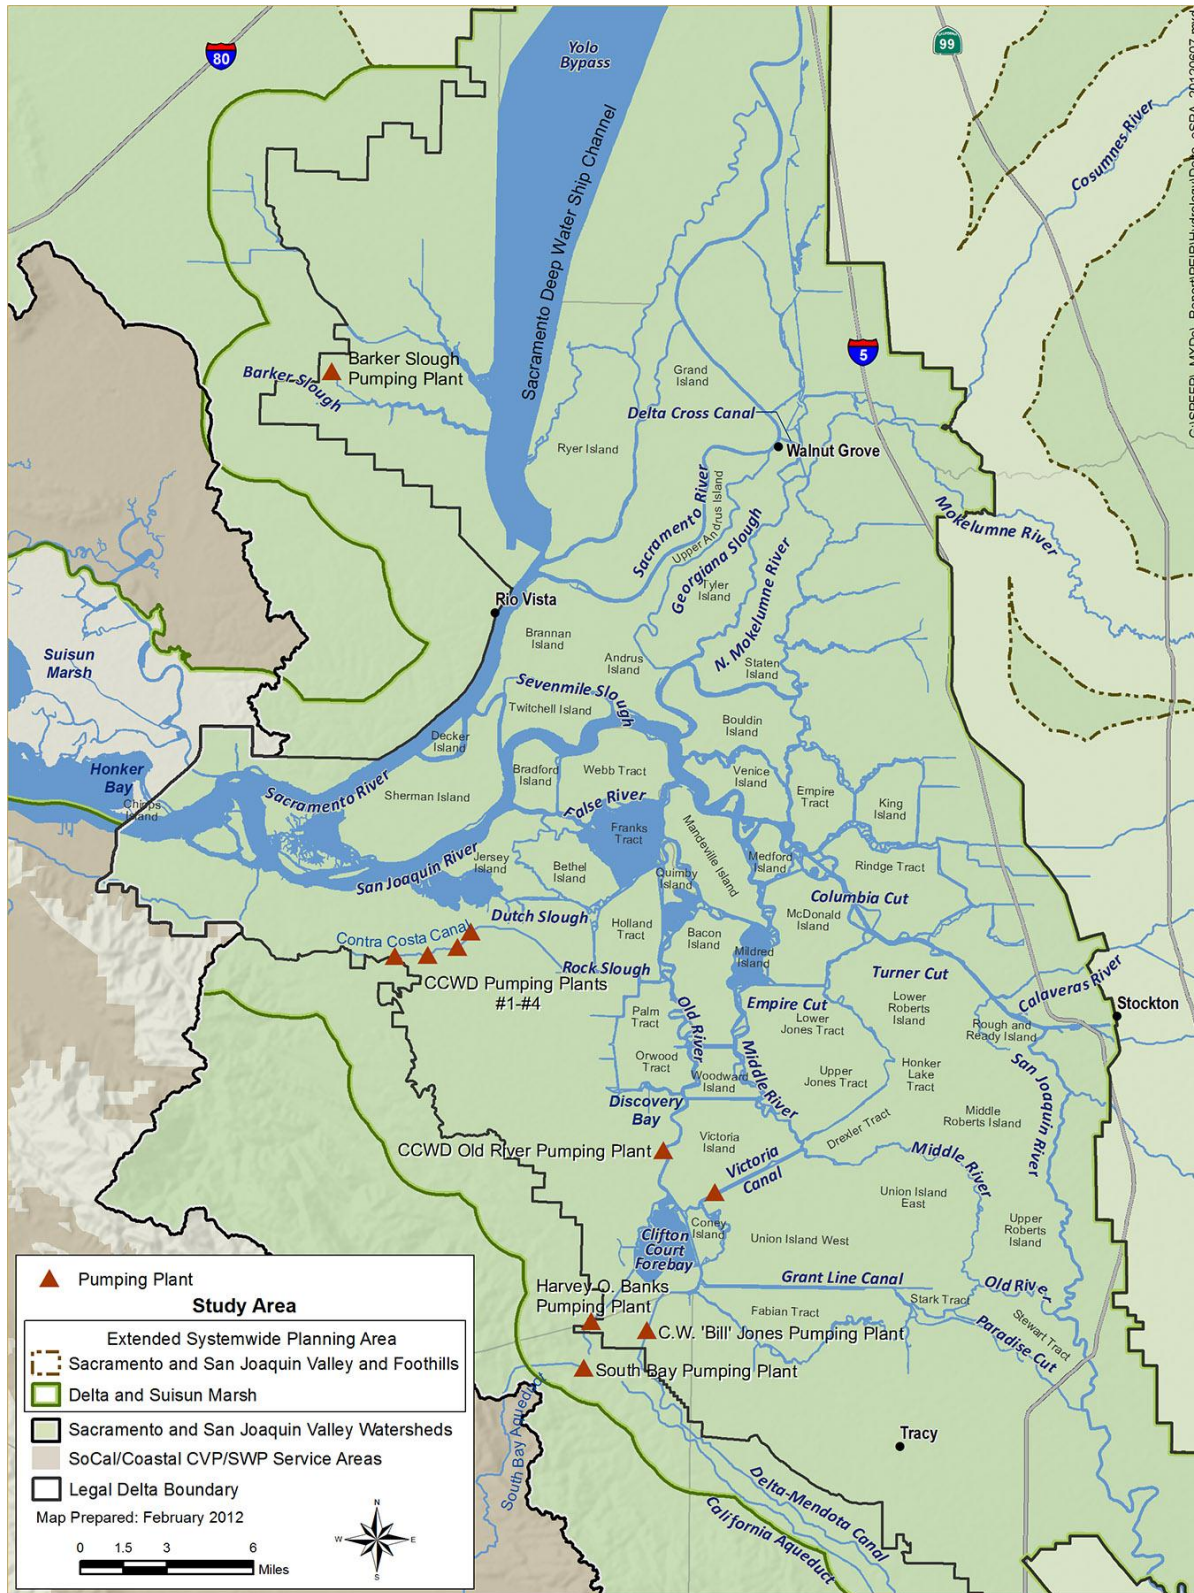 Yolo
Bypass
80
CALIFORNIA
99
Cosumnes River
Sacramento Deep Water Ship Channel
5
Barker Slough
Pumping Plant
Barker Slough
Grand
Island
Delta Cross Canal
Walnut Grove
Ryer Island
Sacramento River
Upper Andrus Island
Georgiana Slough
Tyler
Island
N. Mokelumne River
Mokelumne River
Rio Vista
Brannan
Island
Andrus
Island
Staten
Island
Suisun
Marsh
Sevenmile Slough
Twitchell Island
Bouldin
Island
Decker
Island
Honker
Bay
Chipps
Island
Sacramento River
Sherman Island
Bradford
Island
Webb Tract
Venice
Island
Empire
Tract
King
Island
False River
Franks
Tract
Mandeville Island
San Joaquin River
Jersey
Island
Bethel
Island
Quimby
Island
Medford
Island
Rindge Tract
Columbia Cut
McDonald
Island
Dutch Slough
Holland
Tract
Bacon
Island
Mildred
Island
Contra Costa Canal
CCWD Pumping Plants
#1-#4
Rock Slough
Turner Cut
Calaveras River
Stockton
Palm
Tract
Old River
Empire Cut
Lower
Jones Tract
Lower
Roberts
Island
Rough and
Ready Island
Orwood
Tract
Woodward
Island
Middle River
Upper
Jones Tract
Honker
Lake
Tract
San Joaquin River
Discovery
Bay
Middle
Roberts Island
Drexler Tract
CCWD Old River Pumping Plant
Victoria
Island
Victoria
Canal
Middle River
Union Island
East
Clifton
Court
Forebay
Coney
Island
Union Island West
Upper
Roberts
Island
Grant Line Canal
Old River
Harvey O. Banks
Pumping Plant
Fabian Tract
Stark Tract
Stewart Tract
Paradise Cut
C.W. 'Bill' Jones Pumping Plant
South Bay Pumping Plant
South Bay Aqueduct
Tracy
Delta-Mendota Canal
California Aqueduct
Pumping Plant
Study Area
Extended Systemwide Planning Area
Sacramento and San Joaquin Valley and Foothills
Delta and Suisun Marsh
Sacramento and San Joaquin Valley Watersheds
SoCal/Coastal CVP/SWP Service Areas
Legal Delta Boundary
Map Prepared: February 2012
0 1.5 3 6
Miles
N
W E
S